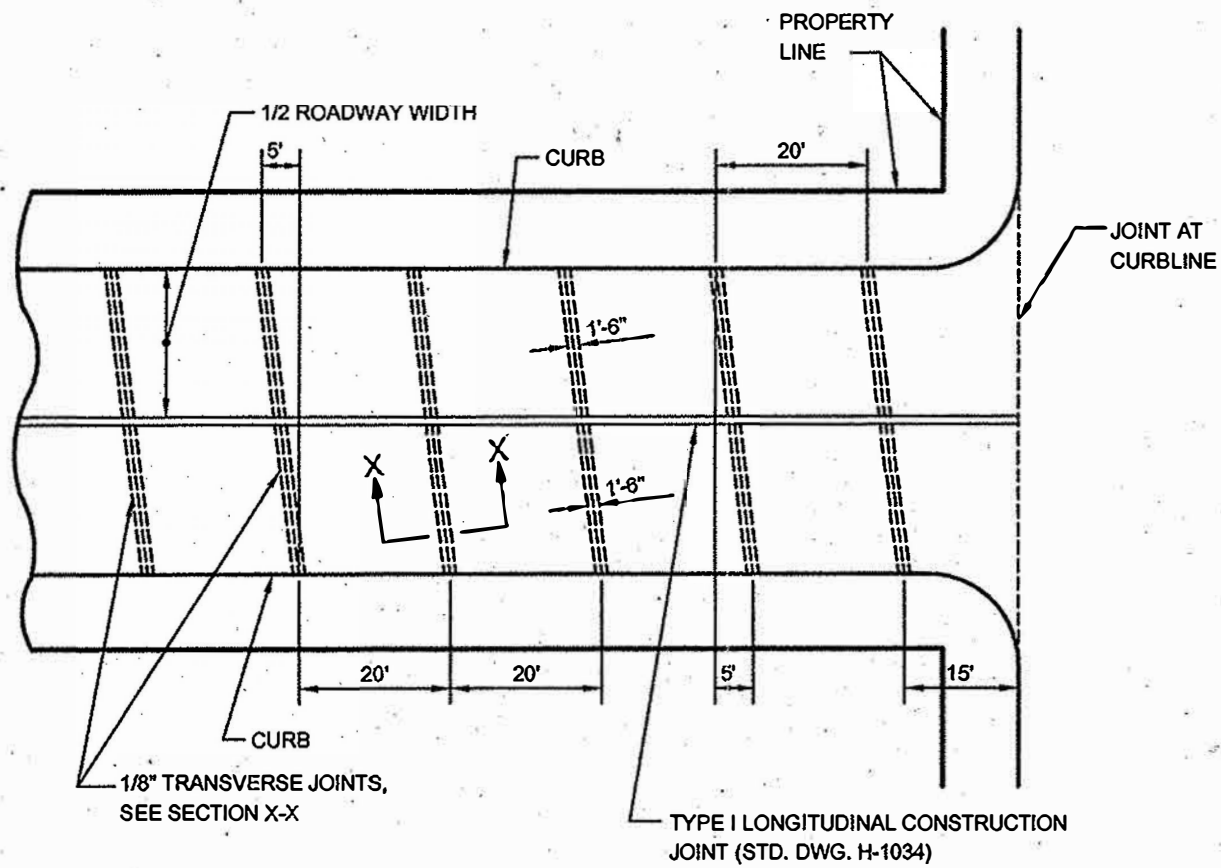 PROPERTY
LINE
1/2 ROADWAY WIDTH
5'
CURB
20'
JOINT AT
CURBLINE
1'-6"
X
X
1'-6"
20'
20'
5'
15'
CURB
1/8" TRANSVERSE JOINTS,
SEE SECTION X-X
TYPE I LONGITUDINAL CONSTRUCTION
JOINT (STD. DWG. H-1034)